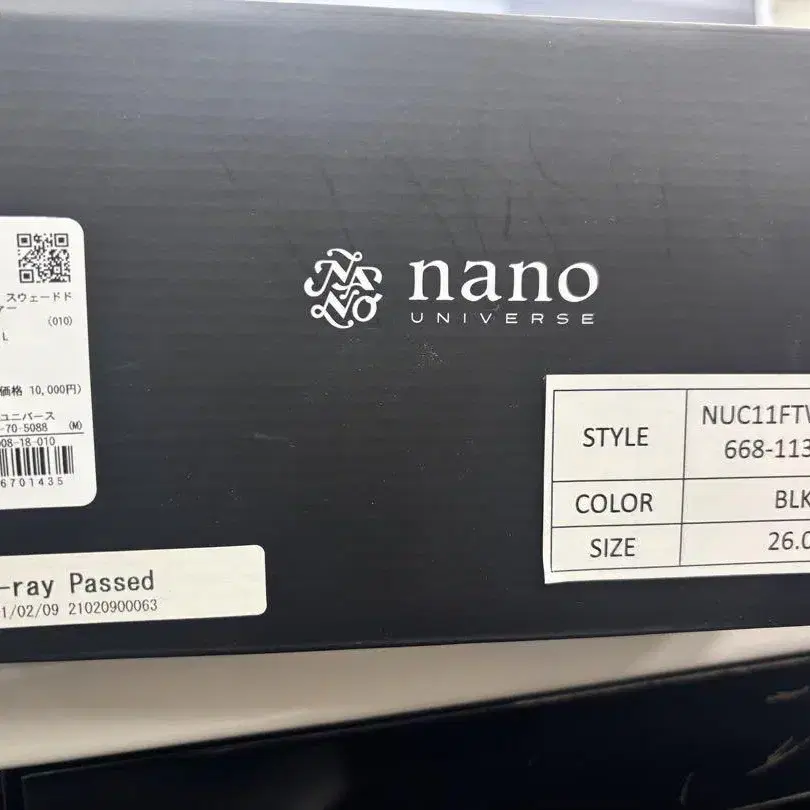 スウェードド
(010)
L
価格 10,000円)
ユニバース
-70-5088 (M)
08-18-010
6701435
-ray Passed
1/02/09 21020900063
NANO
nano
UNIVERSE
STYLE NUC11FTV
668-113
COLOR BLK
SIZE 26.0